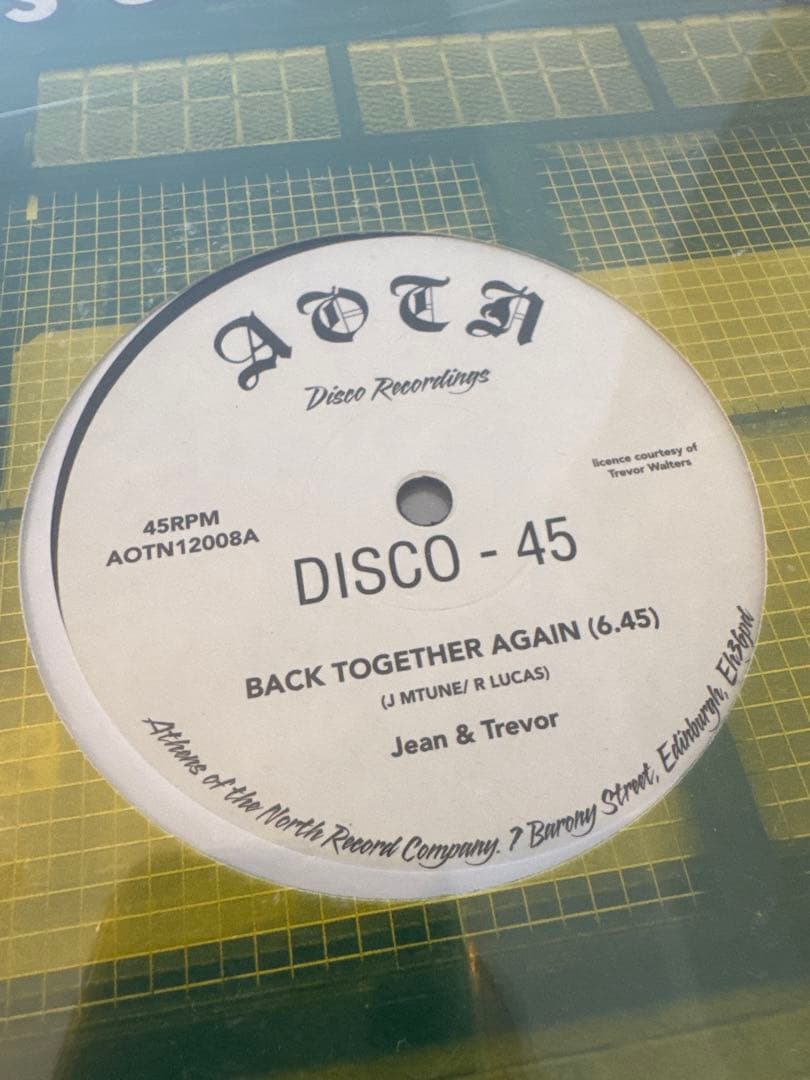 AOTN
Disco Recordings
licence courtesy of
Trevor Walters
45RPM
AOTN12008A
DISCO - 45
BACK TOGETHER AGAIN (6.45)
(J MTUNE/ R LUCAS)
Jean & Trevor
Athens of the North Record Company. 7 Barony Street, Edinburgh, Eh36pd